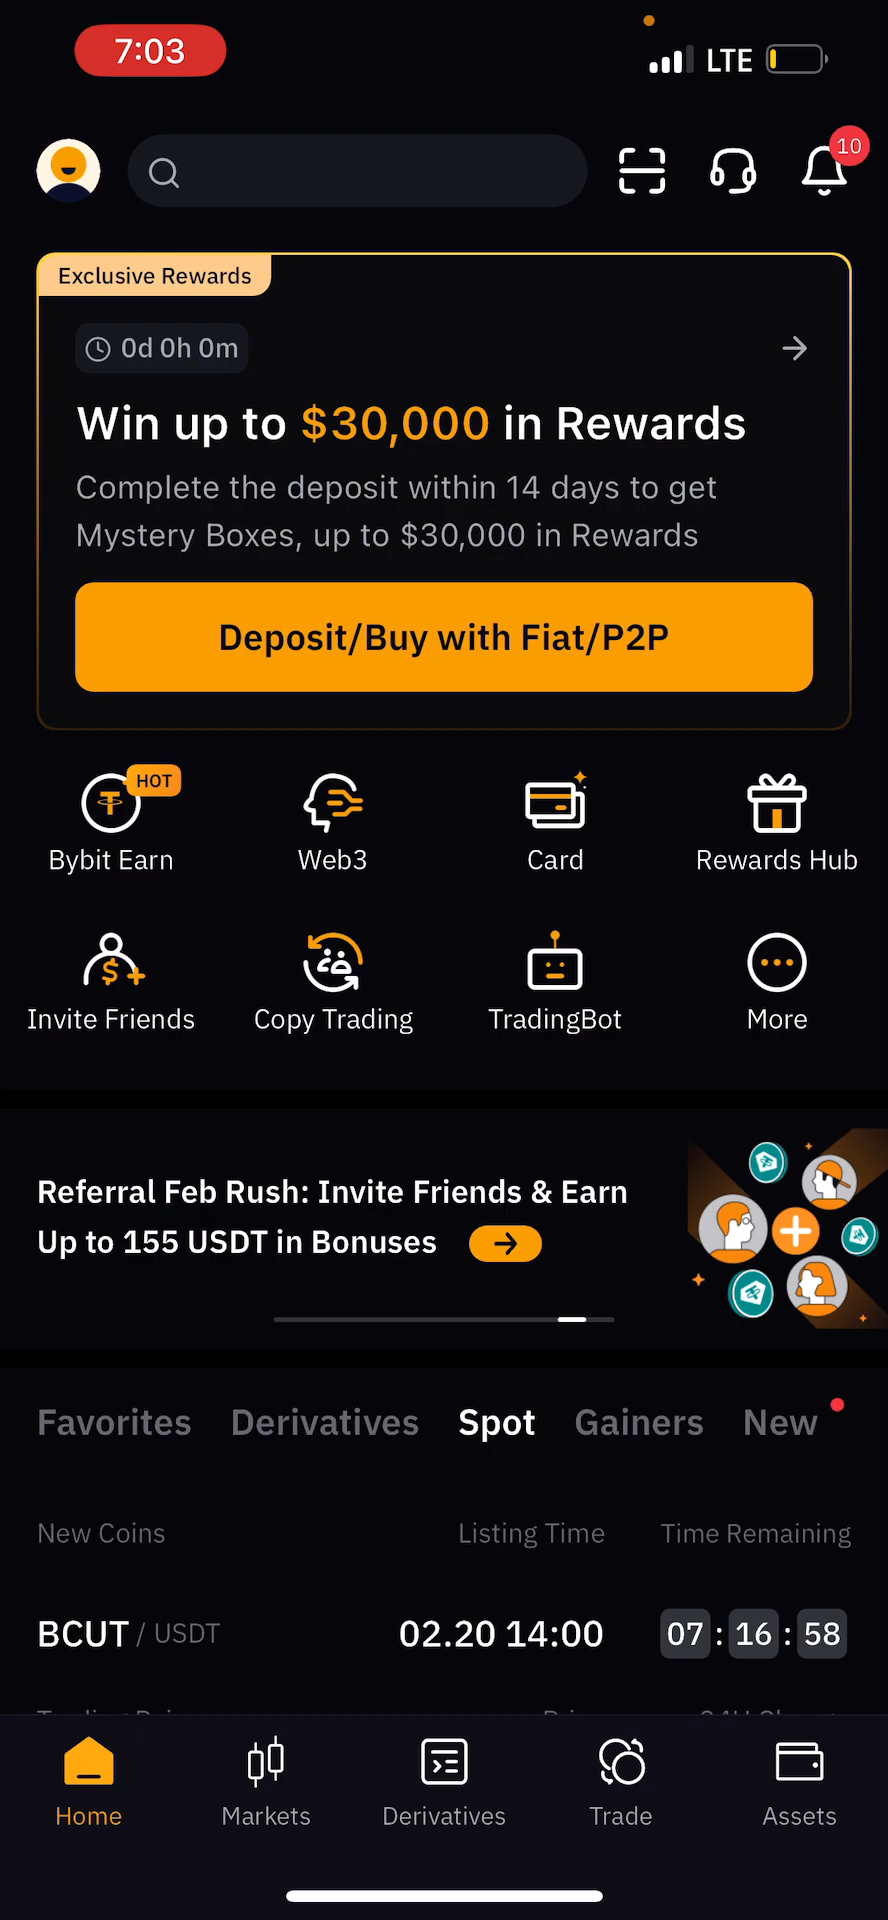 7:03
LTE
10
Exclusive Rewards
0d 0h 0m
Win up to $30,000 in Rewards
Complete the deposit within 14 days to get
Mystery Boxes, up to $30,000 in Rewards
Deposit/Buy with Fiat/P2P
HOT
Bybit Earn
Web3
Card
Rewards Hub
Invite Friends
Copy Trading
TradingBot
More
Referral Feb Rush: Invite Friends & Earn
Up to 155 USDT in Bonuses
Favorites Derivatives Spot Gainers New
New Coins Listing Time Time Remaining
BCUT / USDT 02.20 14:00 07 : 16 : 58
Home Markets Derivatives Trade Assets